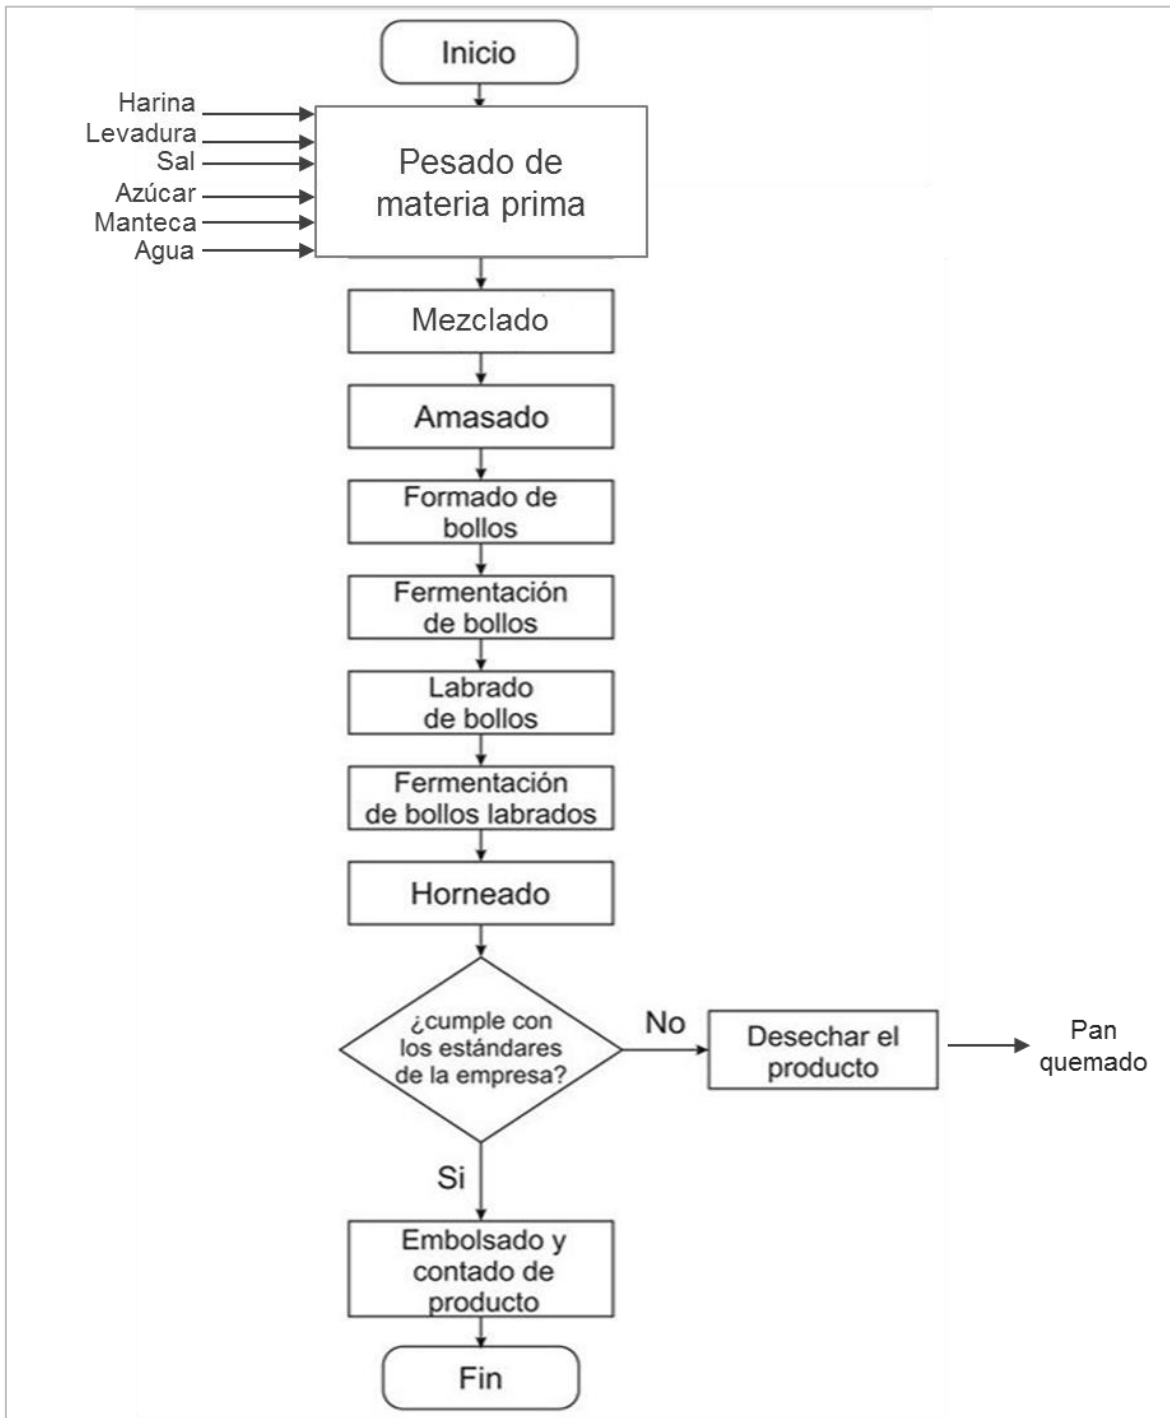 Inicio
Harina
Levadura
Sal
Azúcar
Manteca
Agua
Pesado de
materia prima
Mezclado
Amasado
Formado de
bollos
Fermentación
de bollos
Labrado
de bollos
Fermentación
de bollos labrados
Horneado
¿cumple con
los estándares
de la empresa?
No
Desechar el
producto
Pan
quemado
Si
Embolsado y
contado de
producto
Fin